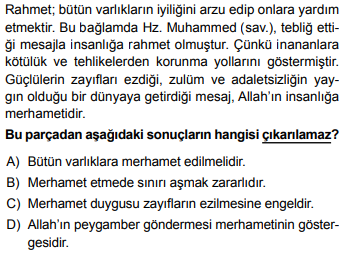 Rahmet; bütün varlıkların iyiliğini arzu edip onlara yardım
etmektir. Bu bağlamda Hz. Muhammed (sav.), tebliğ etti-
ği mesajla insanlığa rahmet olmuştur. Çünkü inananlara
kötülük ve tehlikelerden korunma yollarını göstermiştir.
Güçlülerin zayıfları ezdiği, zulüm ve adaletsizliğin yay-
gın olduğu bir dünyaya getirdiği mesaj, Allah'ın insanlığa
merhametidir.
Bu parçadan aşağıdaki sonuçların hangisi çıkarılamaz?
A) Bütün varlıklara merhamet edilmelidir.
B) Merhamet etmede sınırı aşmak zararlıdır.
C) Merhamet duygusu zayıfların ezilmesine engeldir.
D) Allah'ın peygamber göndermesi merhametinin göster-
gesidir.